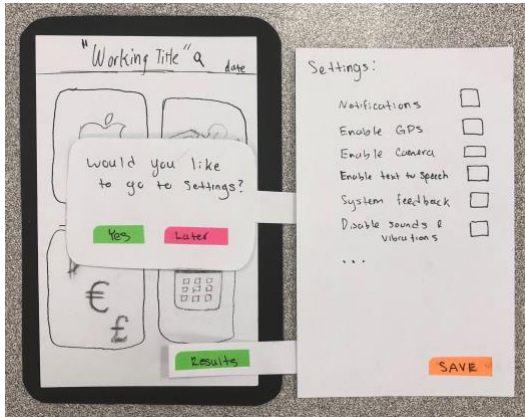 "Working Title"
date
Would you like
to go to Settings?
Yes
Later
€
£
Results
Settings:
Notifications
Enable GPS
Enable Camera
Enable text to speech
System feedback
Disable sounds &
vibrations
...
SAVE